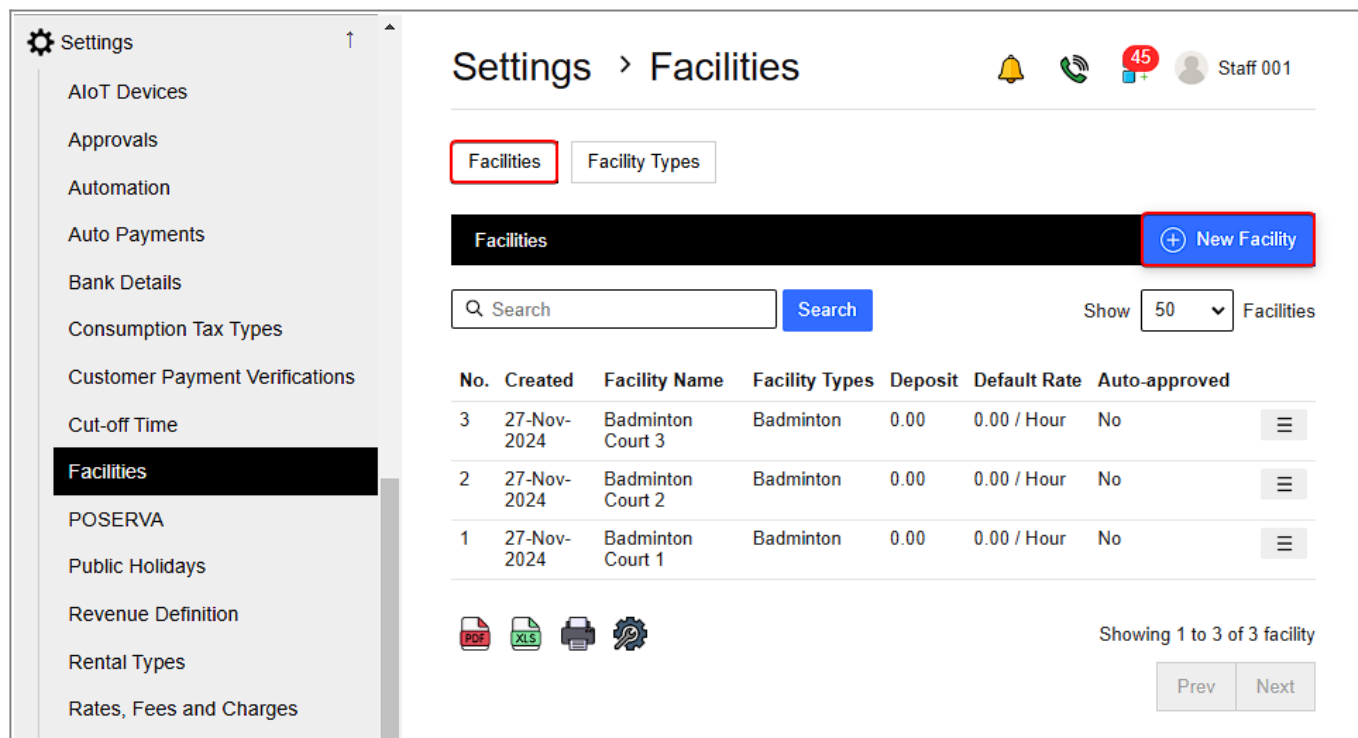 Settings ↑
AIoT Devices
Approvals
Automation
Auto Payments
Bank Details
Consumption Tax Types
Customer Payment Verifications
Cut-off Time
Facilities
POSERVA
Public Holidays
Revenue Definition
Rental Types
Rates, Fees and Charges
Settings > Facilities
45
Staff 001
Facilities
Facility Types
Facilities
New Facility
Search
Search
Show 50 Facilities
No. Created Facility Name Facility Types Deposit Default Rate Auto-approved
3 27-Nov- Badminton Badminton 0.00 0.00 / Hour No
2024 Court 3
2 27-Nov- Badminton Badminton 0.00 0.00 / Hour No
2024 Court 2
1 27-Nov- Badminton Badminton 0.00 0.00 / Hour No
2024 Court 1
PDF XLS
Showing 1 to 3 of 3 facility
Prev Next